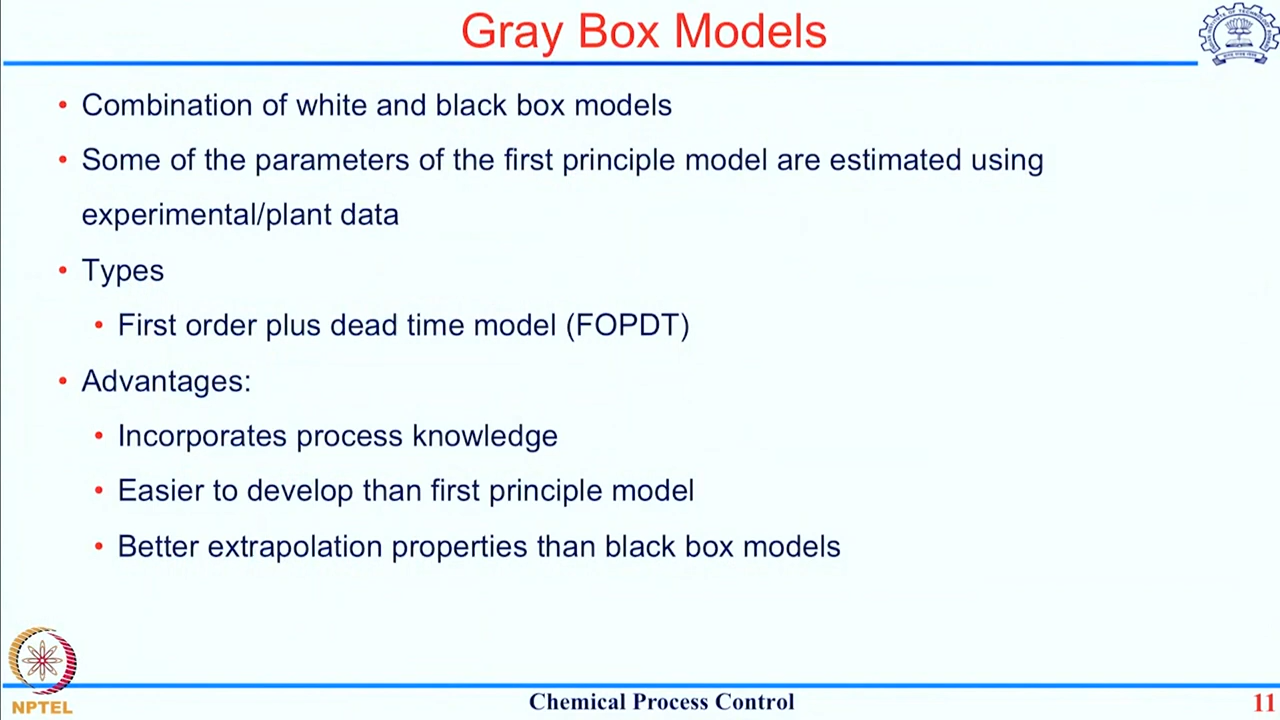 Gray Box Models
• Combination of white and black box models
• Some of the parameters of the first principle model are estimated using
experimental/plant data
• Types
• First order plus dead time model (FOPDT)
• Advantages:
• Incorporates process knowledge
• Easier to develop than first principle model
• Better extrapolation properties than black box models
NPTEL
Chemical Process Control
11